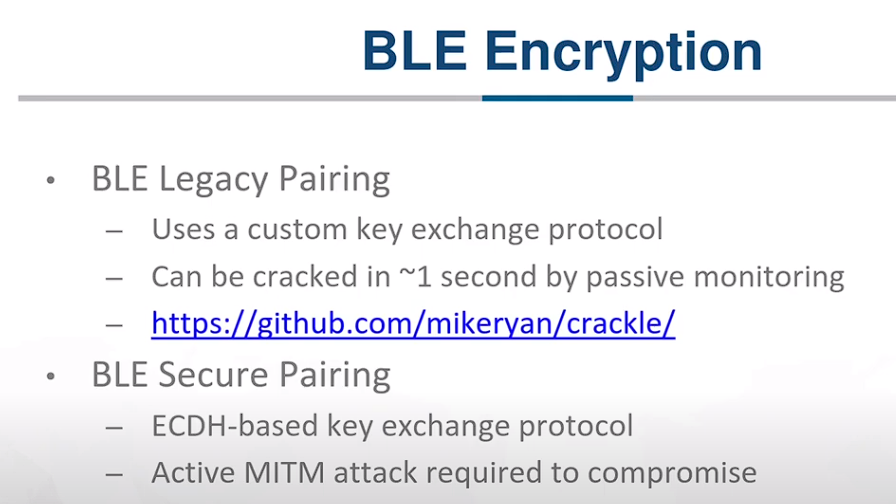 BLE Encryption
• BLE Legacy Pairing
– Uses a custom key exchange protocol
– Can be cracked in ~1 second by passive monitoring
– https://github.com/mikeryan/crackle/
• BLE Secure Pairing
– ECDH-based key exchange protocol
– Active MITM attack required to compromise